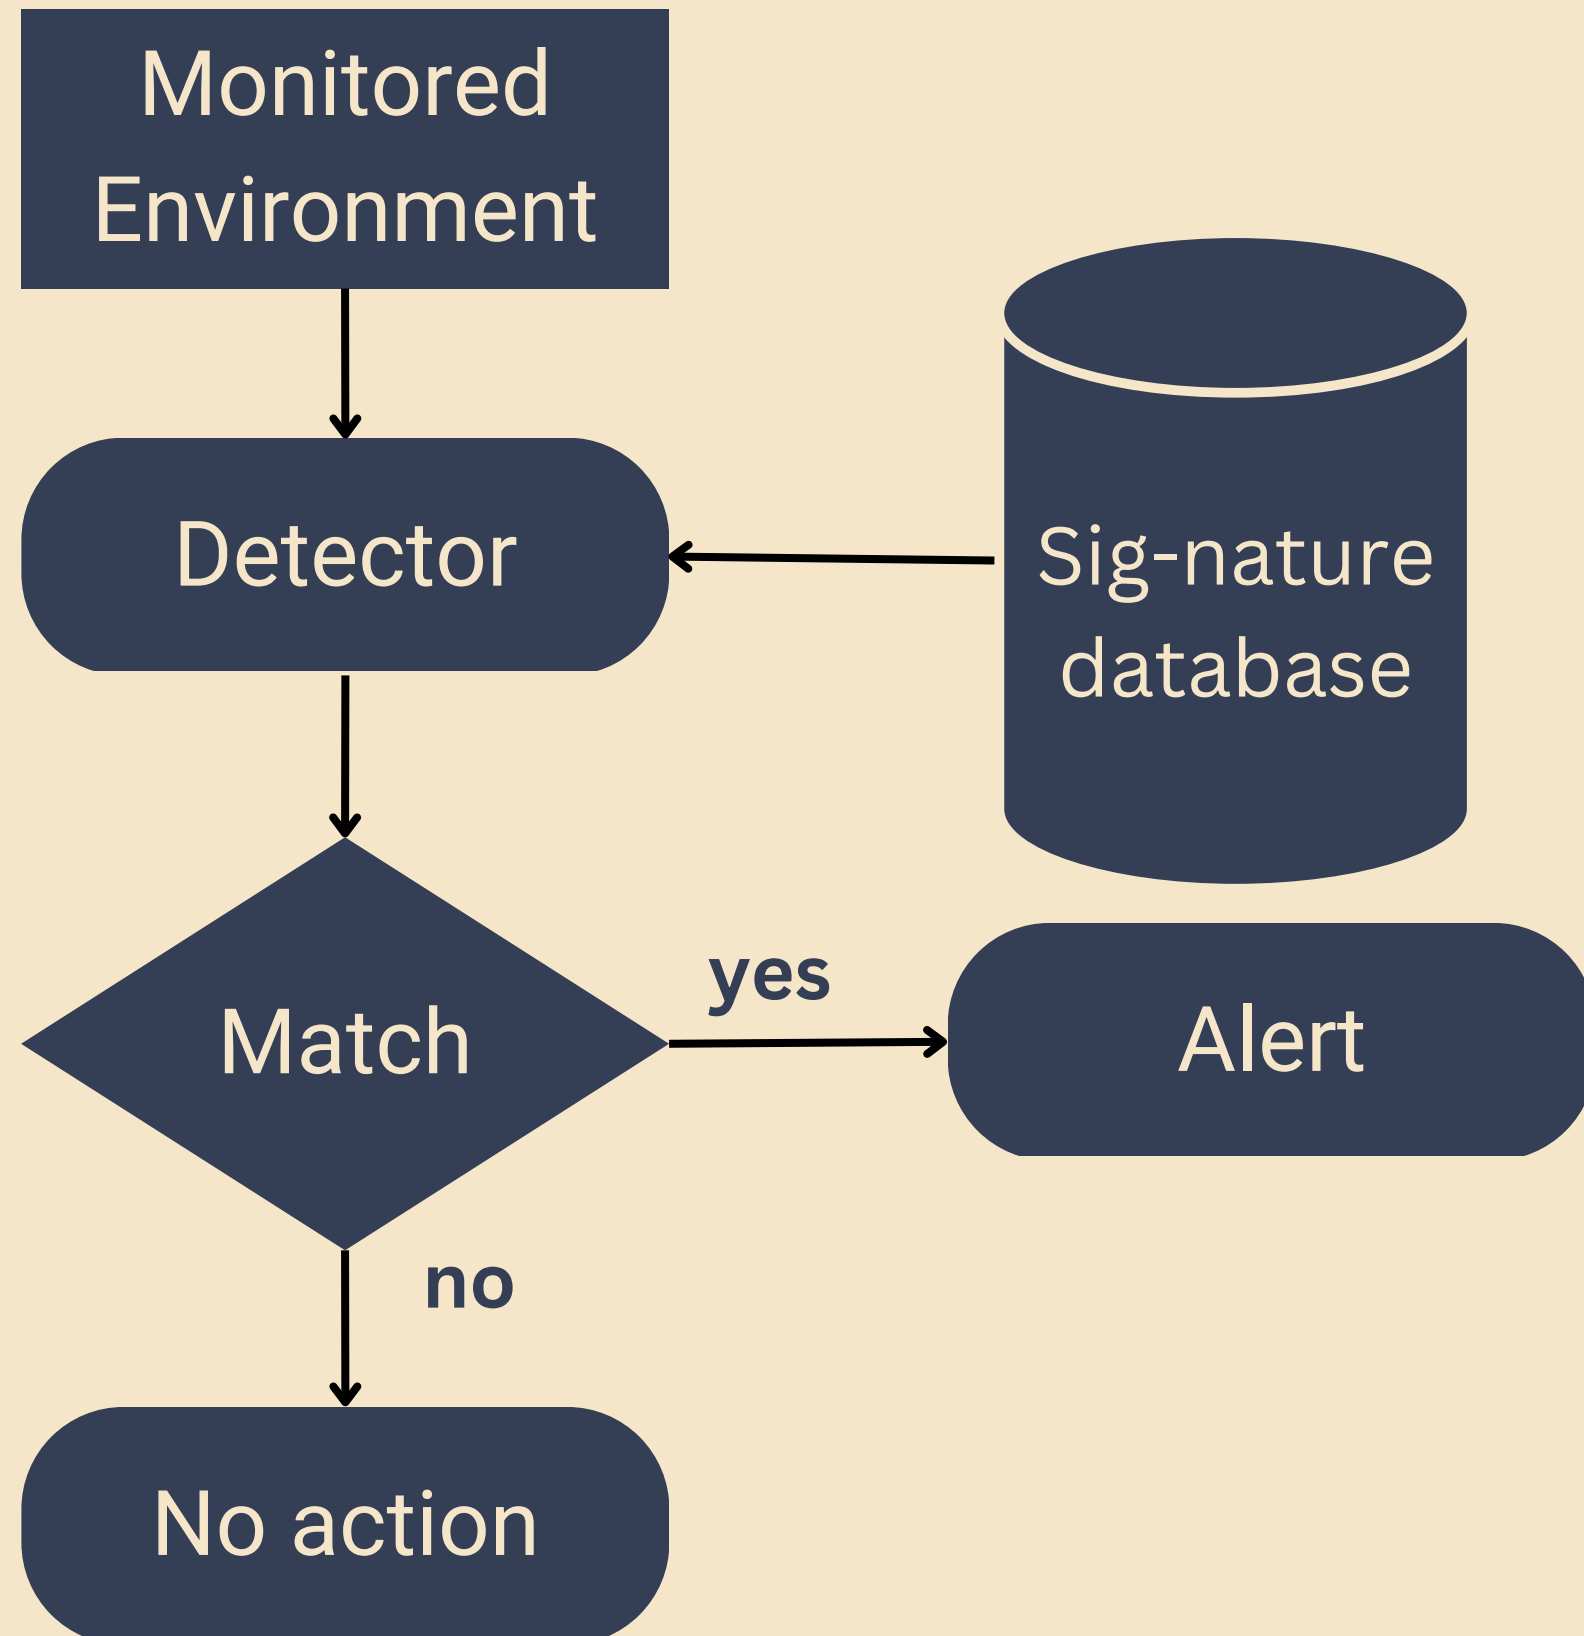 Monitored
Environment
Detector
Sig-nature
database
Match
yes
Alert
no
No action